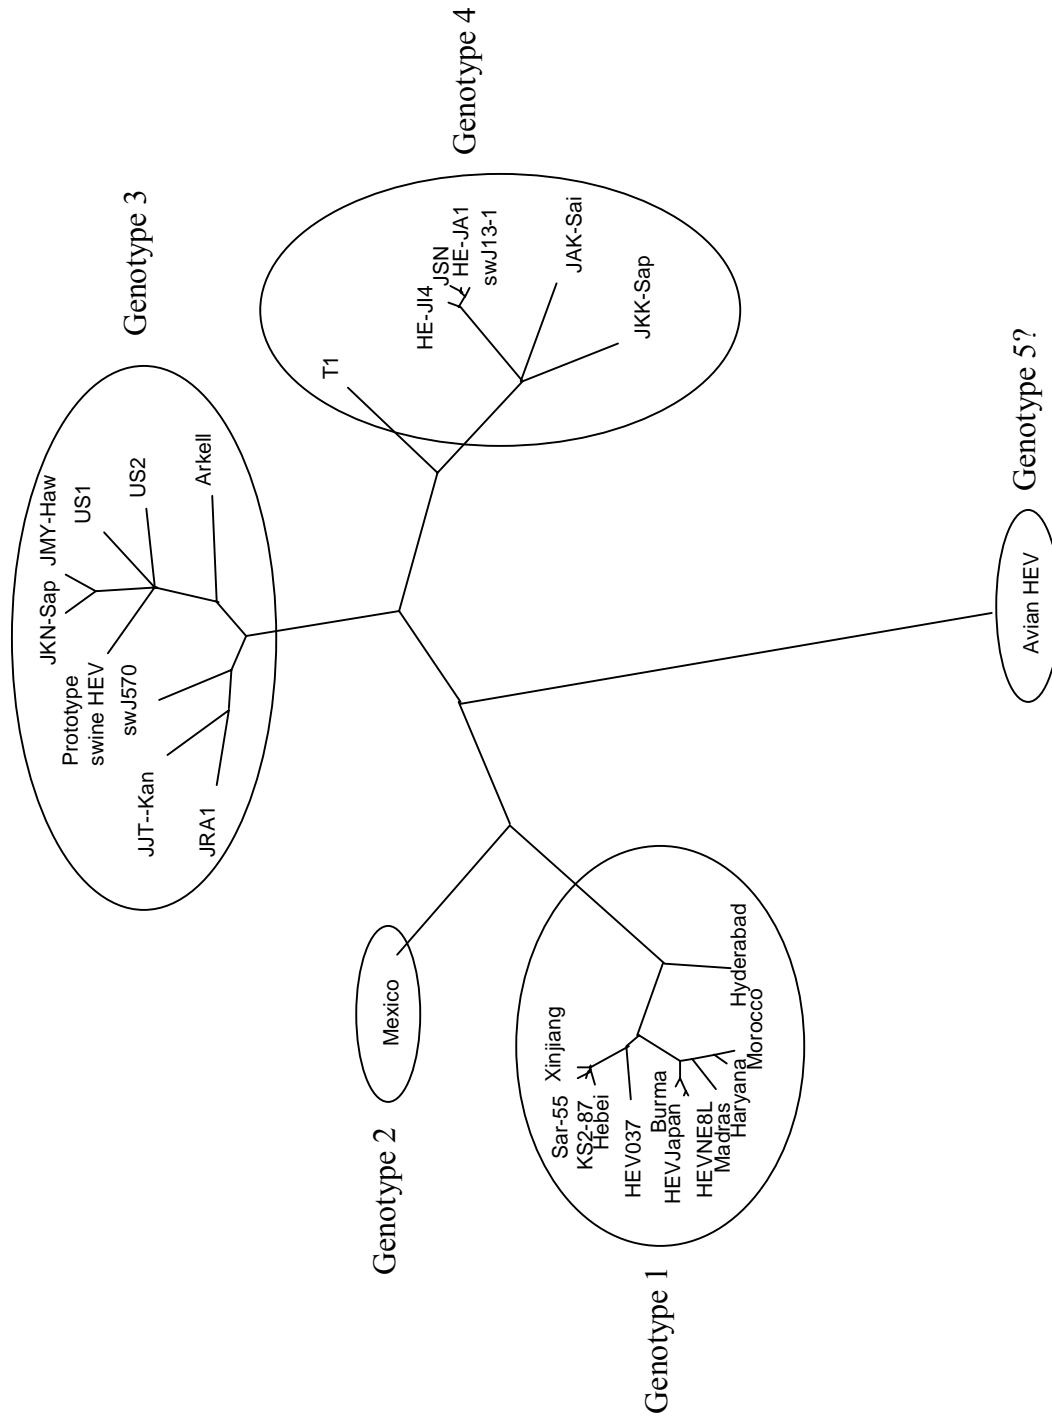 Genotype 3
JKN-Sap
JMY-Haw
US1
US2
Arkell
Prototype
swine HEV
swJ570
JJT--Kan
JRA1
Genotype 4
T1
HE-JI4
JSN
HE-JA1
swJ13-1
JAK-Sai
JKK-Sap
Genotype 2
Mexico
Genotype 1
Sar-55
Xinjiang
KS2-87
Hebei
HEV037
Burma
HEVJapan
HEVNE8L
Madras
Haryana
Morocco
Hyderabad
Genotype 5?
Avian HEV